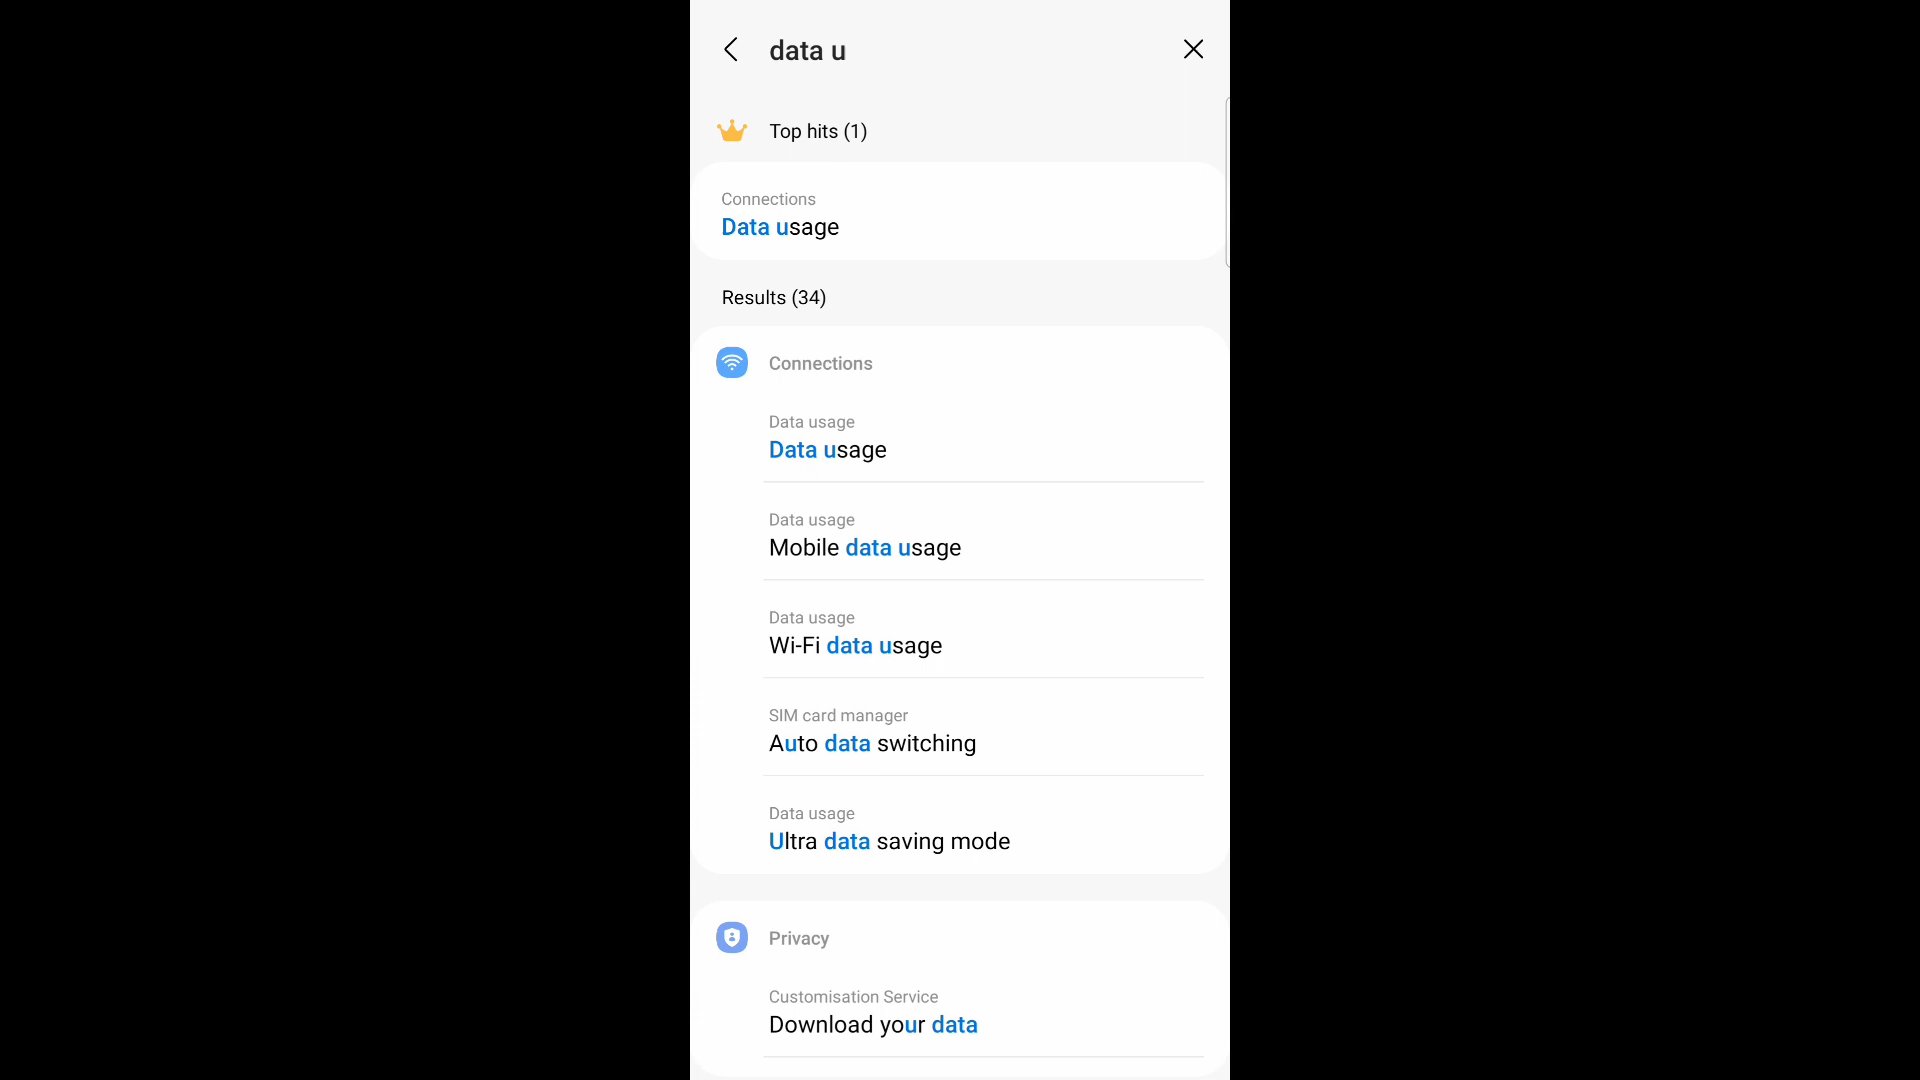 data u
Top hits (1)
Connections
Data usage
Results (34)
Connections
Data usage
Data usage
Data usage
Mobile data usage
Data usage
Wi-Fi data usage
SIM card manager
Auto data switching
Data usage
Ultra data saving mode
Privacy
Customisation Service
Download your data